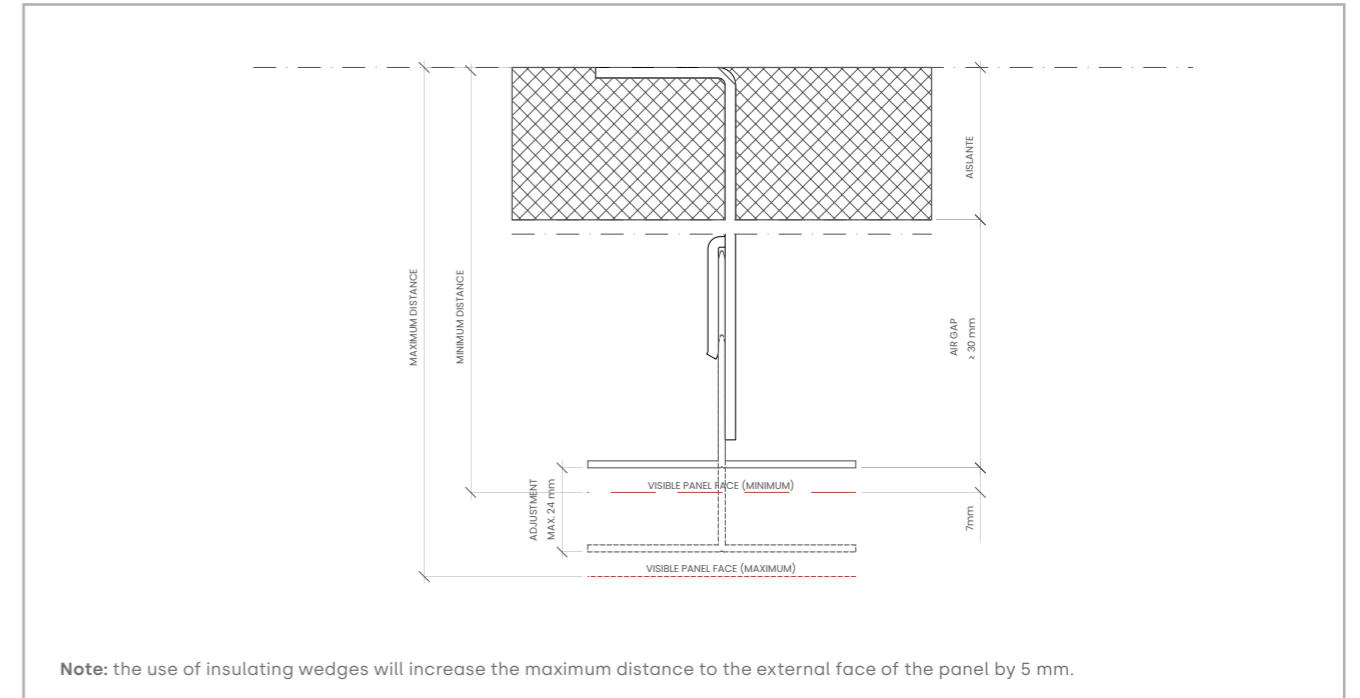 AISLANTE
MAXIMUM DISTANCE
MINIMUM DISTANCE
AIR GAP
≥ 30 mm
ADJUSTMENT
MAX. 24 mm
VISIBLE PANEL FACE (MINIMUM)
7mm
VISIBLE PANEL FACE (MAXIMUM)
Note: the use of insulating wedges will increase the maximum distance to the external face of the panel by 5 mm.